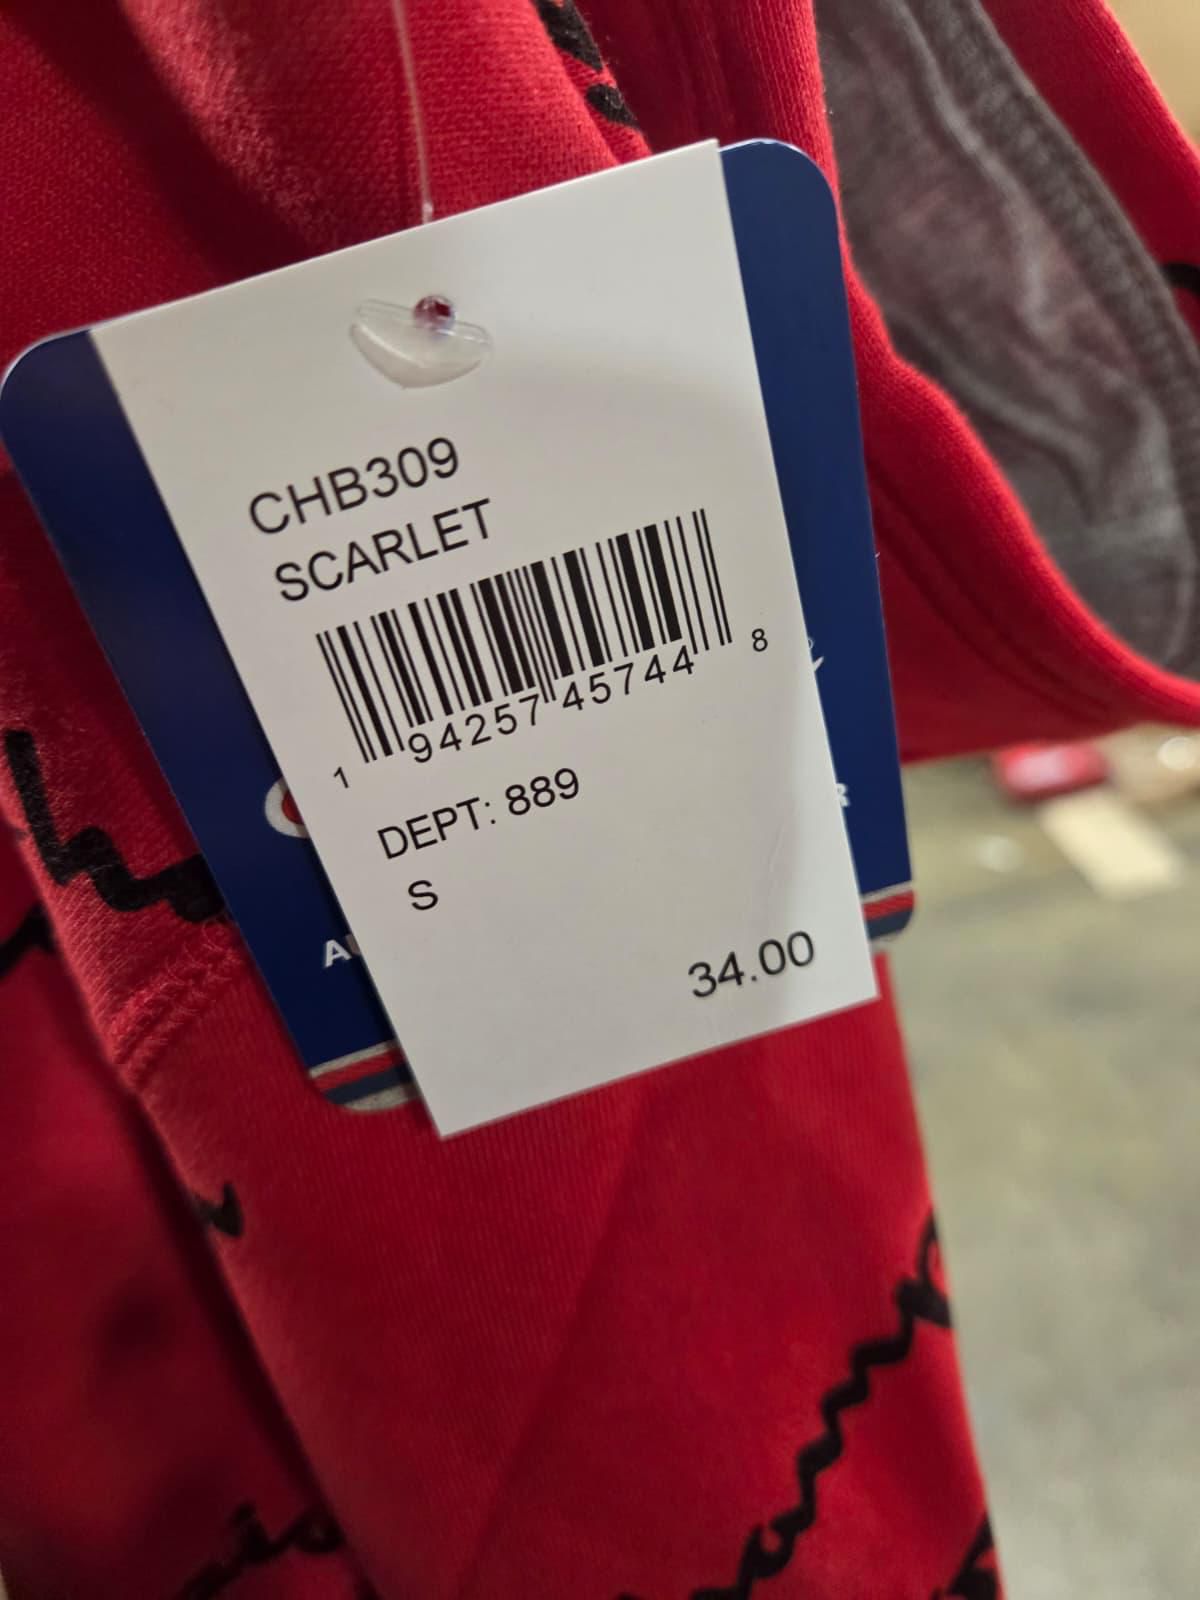 CHB309
SCARLET
1 94257 45744 8
DEPT: 889
S
34.00